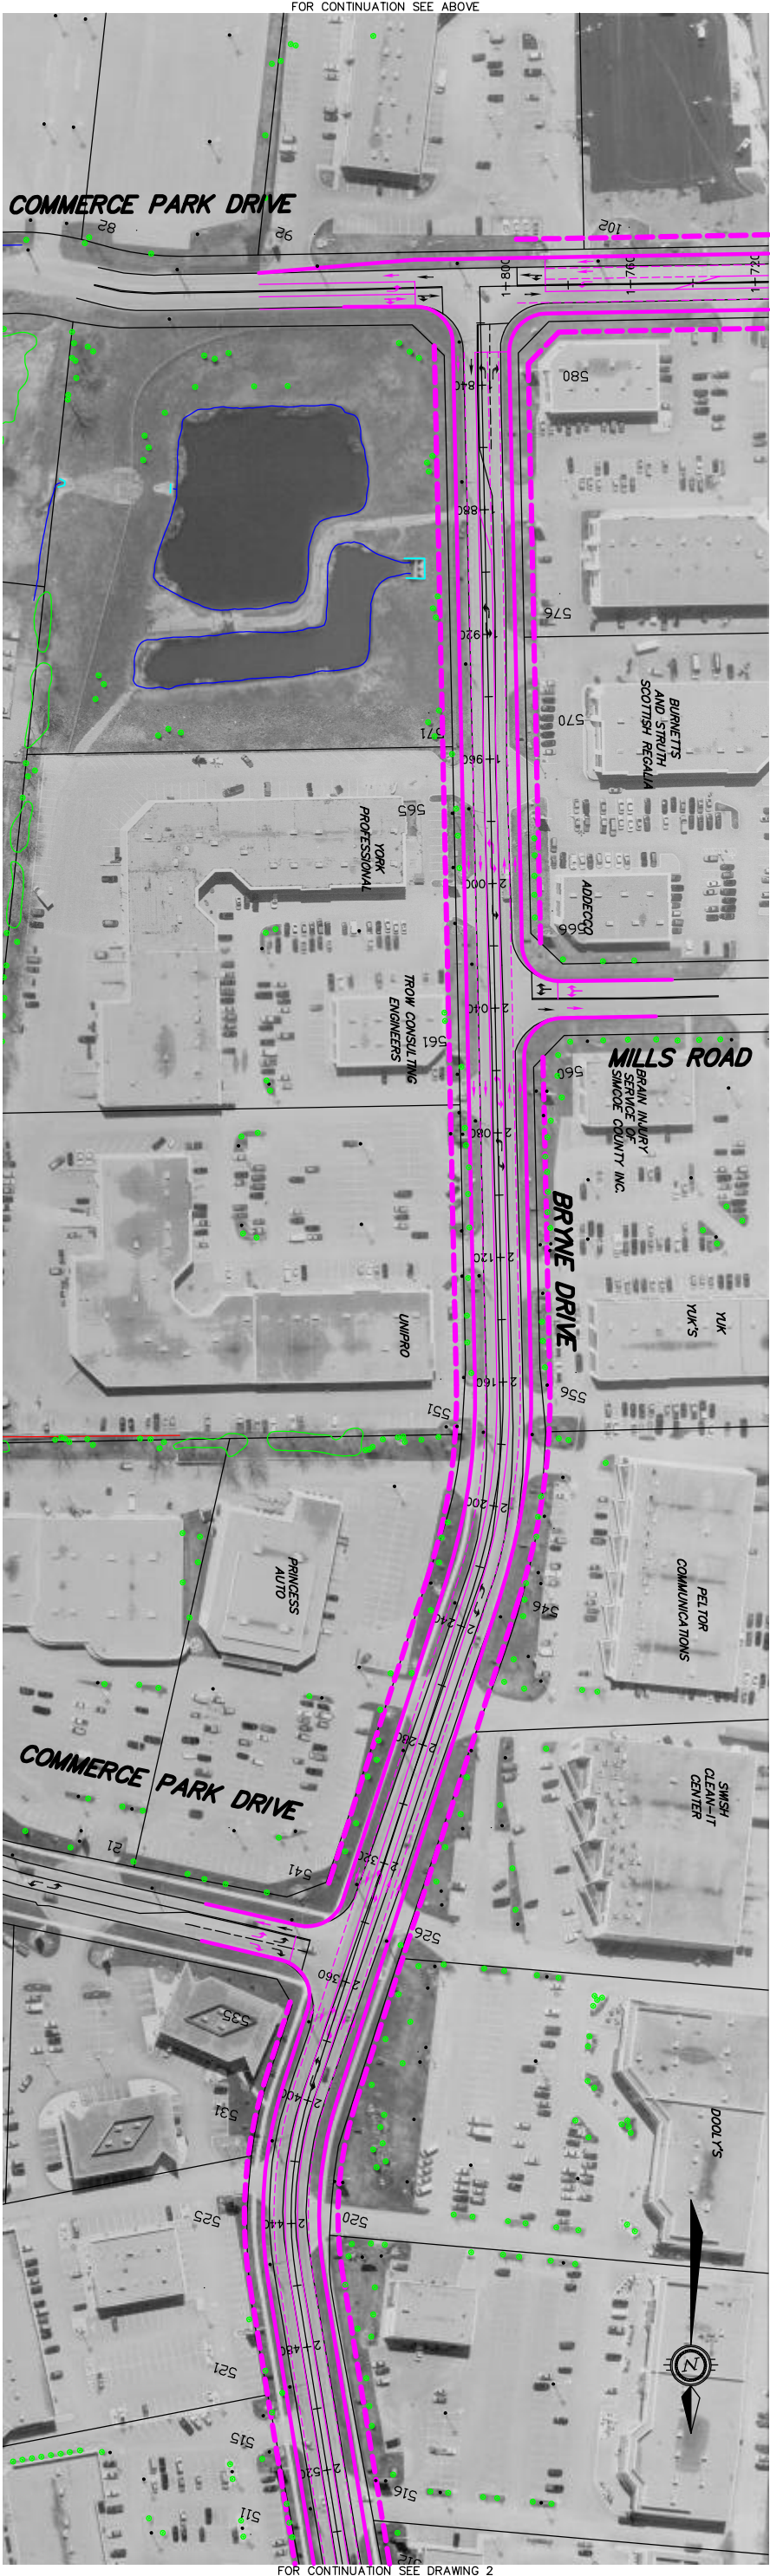 FOR CONTINUATION SEE ABOVE
COMMERCE PARK DRIVE
82
92
102
1+800
1+760
1+720
580
1+840
1+880
576
1+920
BURNETTS
AND STRUTH
SCOTTISH REGALIA
570
571
1+960
565
YORK
PROFESSIONAL
2+000
ADDECCO
566
TROW CONSULTING
ENGINEERS
2+040
561
MILLS ROAD
560
BRAIN INJURY
SERVICE OF
SIMCOE COUNTY INC.
2+080
BRYNE DRIVE
2+120
UNIPRO
YUK
YUK'S
2+160
556
551
2+200
PRINCESS
AUTO
PELTOR
COMMUNICATIONS
546
2+240
2+280
SWISH
CLEAN-IT
CENTER
COMMERCE PARK DRIVE
21
541
2+320
526
2+360
535
531
2+400
DOOLY'S
525
2+440
520
2+480
521
N
515
2+520
516
511
512
FOR CONTINUATION SEE DRAWING 2